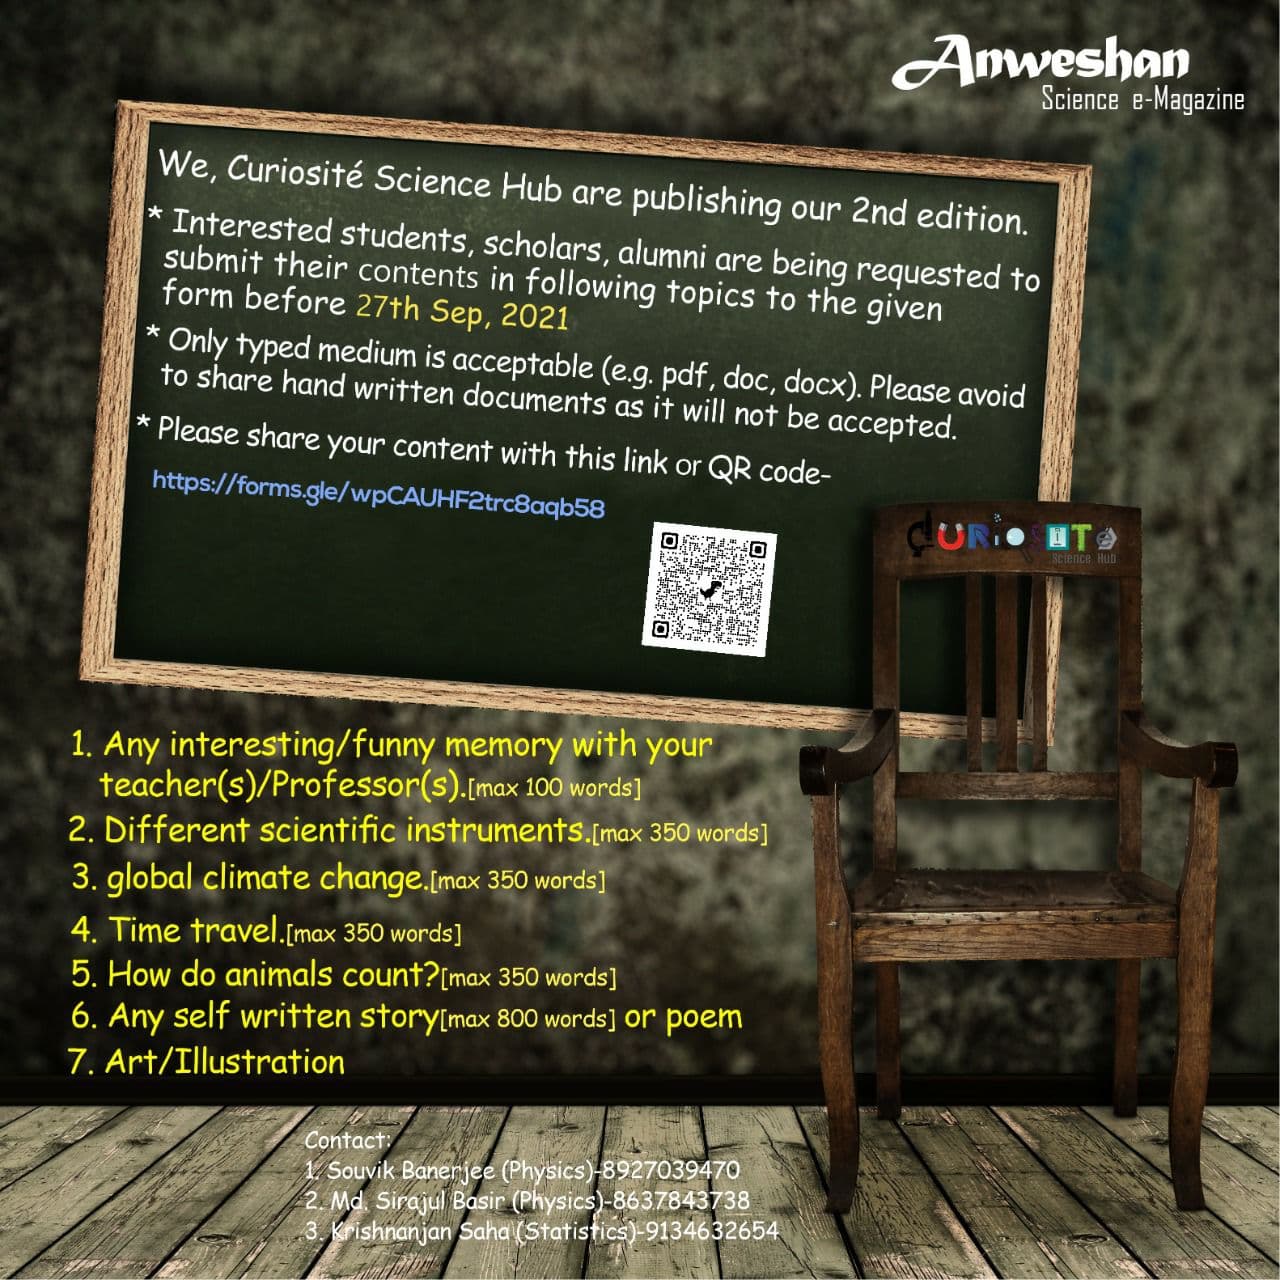 Anweshan
Science e-Magazine
We, Curiosité Science Hub are publishing our 2nd edition.
* Interested students, scholars, alumni are being requested to
submit their contents in following topics to the given
form before 27th Sep, 2021
* Only typed medium is acceptable (e.g. pdf, doc, docx). Please avoid
to share hand written documents as it will not be accepted.
* Please share your content with this link or QR code-
https://forms.gle/wpCAUHF2trc8aqb58
CURIOSITé
Science Hub
1. Any interesting/funny memory with your
teacher(s)/Professor(s).[max 100 words]
2. Different scientific instruments.[max 350 words]
3. global climate change.[max 350 words]
4. Time travel.[max 350 words]
5. How do animals count?[max 350 words]
6. Any self written story[max 800 words] or poem
7. Art/Illustration
Contact:
1. Souvik Banerjee (Physics)-8927039470
2. Md. Sirajul Basir (Physics)-8637843738
3. Krishnanjan Saha (Statistics)-9134632654